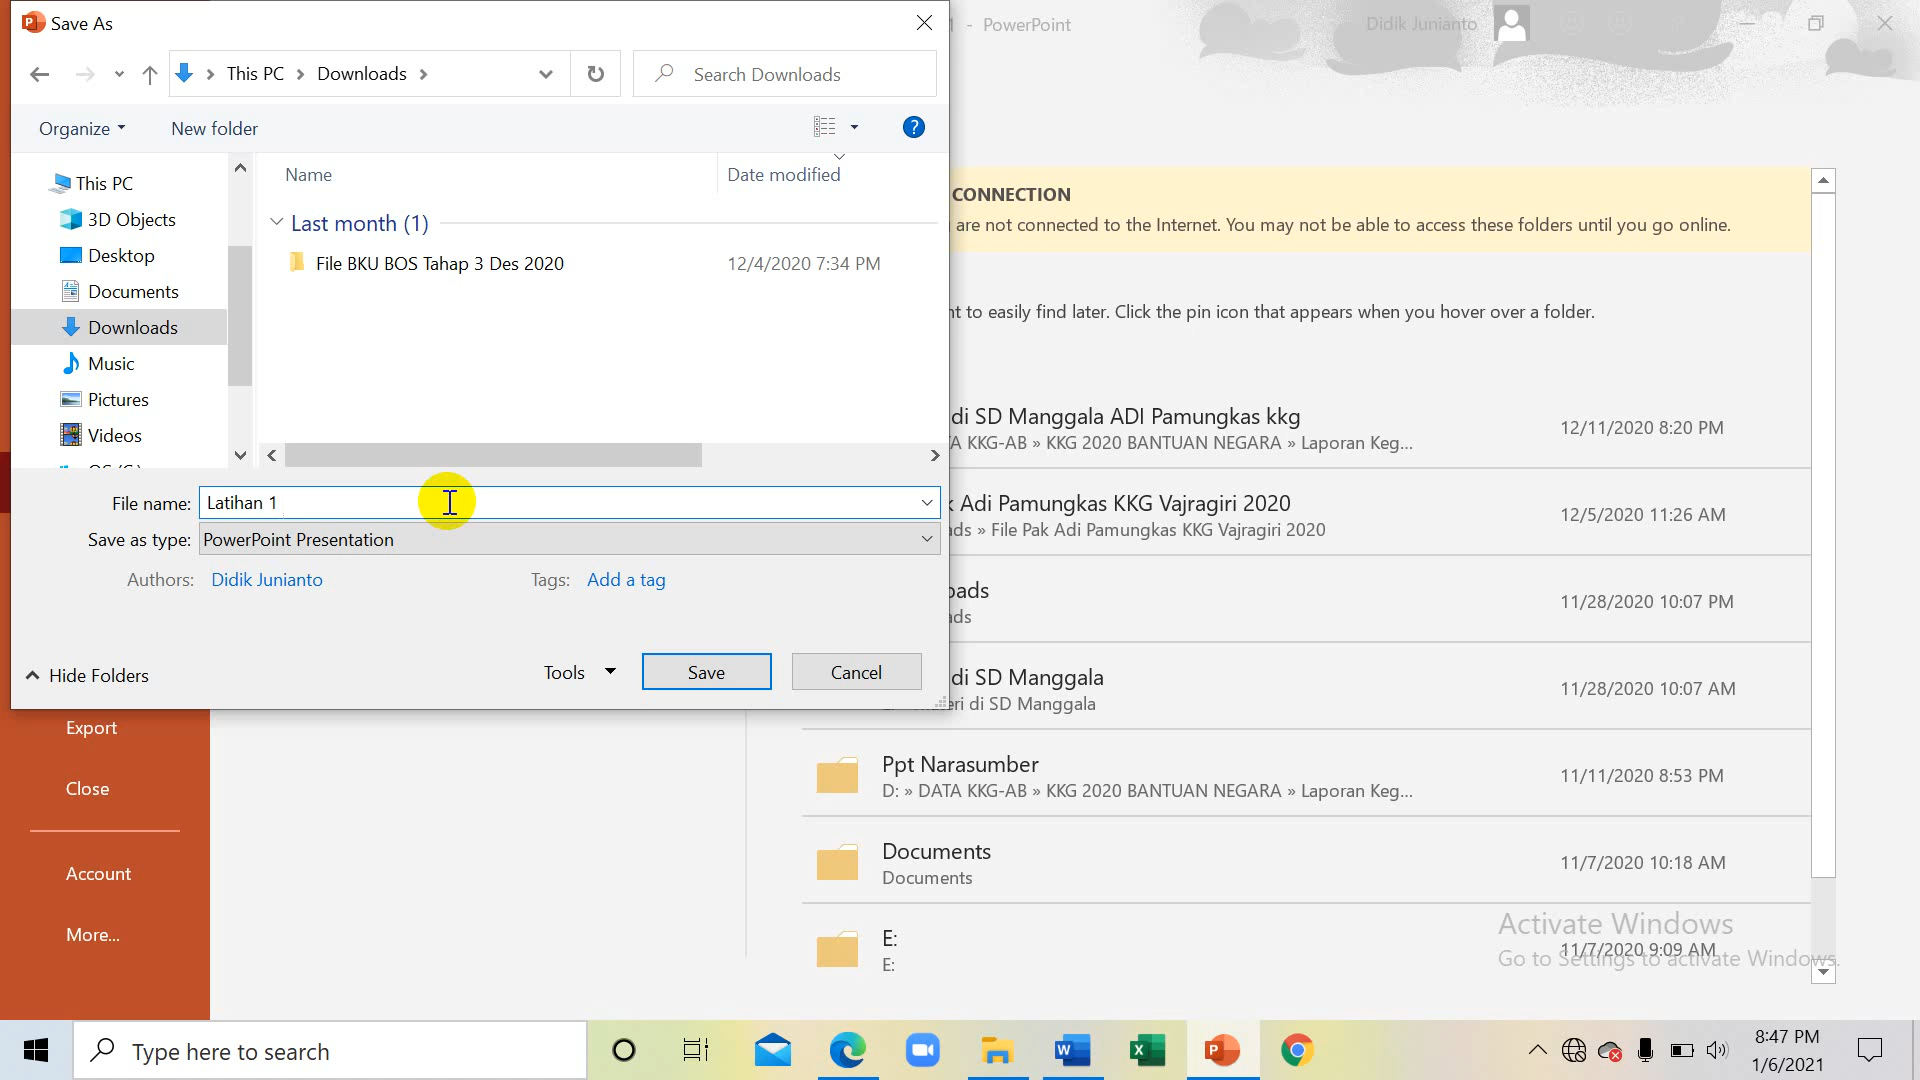 Save As
1 - PowerPoint
Didik Junianto
This PC > Downloads >
Search Downloads
Organize
New folder
?
Name
Date modified
This PC
3D Objects
Desktop
Documents
Downloads
Music
Pictures
Videos
Last month (1)
File BKU BOS Tahap 3 Des 2020
12/4/2020 7:34 PM
File name: Latihan 1
Save as type: PowerPoint Presentation
Authors: Didik Junianto
Tags: Add a tag
Hide Folders
Tools
Save
Cancel
CONNECTION
are not connected to the Internet. You may not be able to access these folders until you go online.
to easily find later. Click the pin icon that appears when you hover over a folder.
di SD Manggala ADI Pamungkas kkg
KKG-AB » KKG 2020 BANTUAN NEGARA » Laporan Keg...
12/11/2020 8:20 PM
Adi Pamungkas KKG Vajragiri 2020
ads » File Pak Adi Pamungkas KKG Vajragiri 2020
12/5/2020 11:26 AM
oads
ads
11/28/2020 10:07 PM
di SD Manggala
di SD Manggala
11/28/2020 10:07 AM
Ppt Narasumber
D: » DATA KKG-AB » KKG 2020 BANTUAN NEGARA » Laporan Keg...
11/11/2020 8:53 PM
Documents
Documents
11/7/2020 10:18 AM
E:
E:
11/7/2020 9:09 AM
Export
Close
Account
More...
Activate Windows
Go to Settings to activate Windows.
Type here to search
8:47 PM
1/6/2021